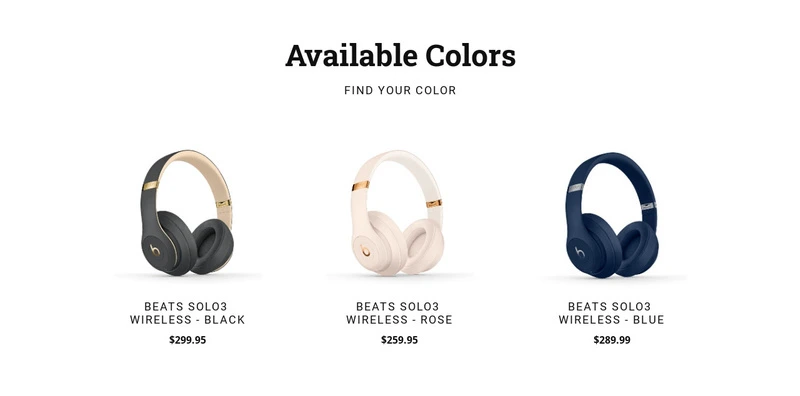 Available Colors
FIND YOUR COLOR
BEATS SOLO3
WIRELESS - BLACK
$299.95
BEATS SOLO3
WIRELESS - ROSE
$259.95
BEATS SOLO3
WIRELESS - BLUE
$289.99